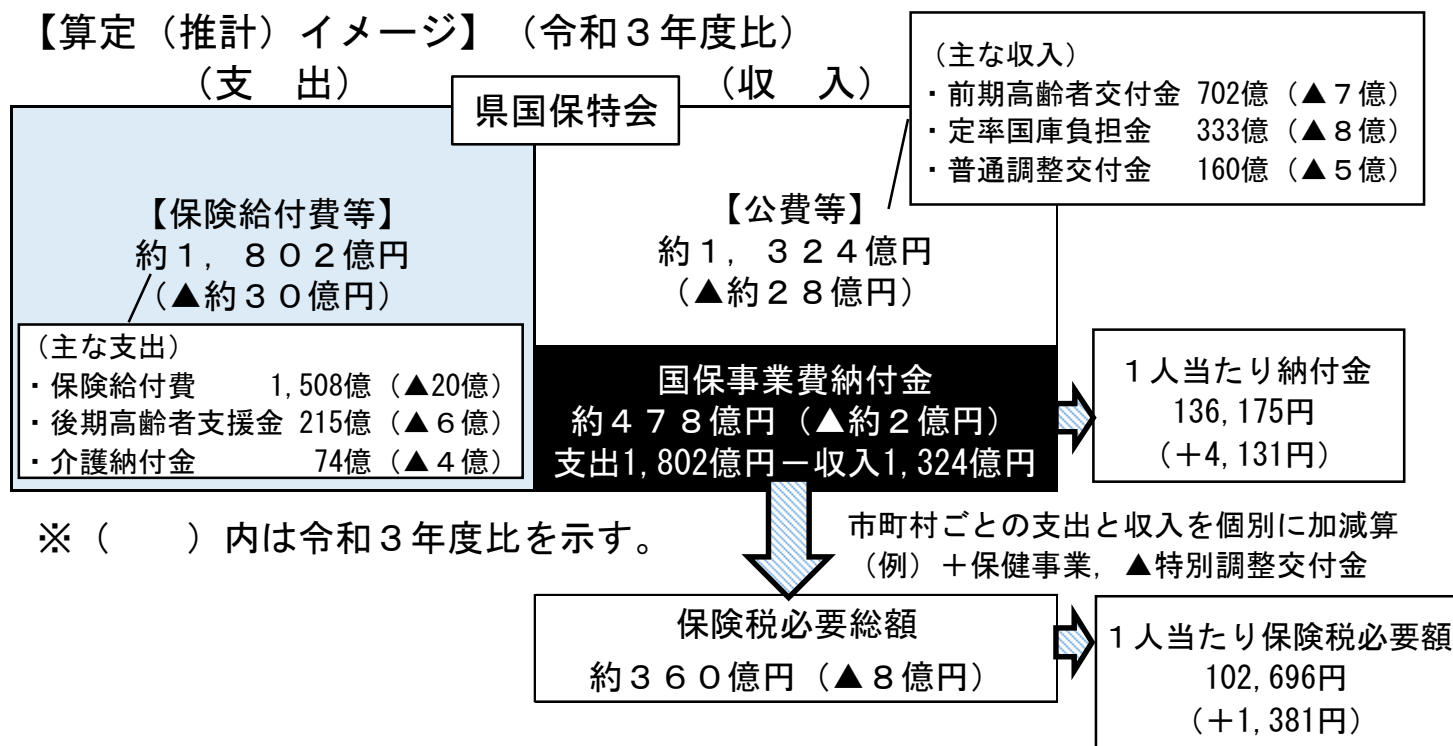 【算定（推計）イメージ】（令和３年度比）
（支　出）
（収　入）
県国保特会
（主な収入）
・前期高齢者交付金 702億（▲７億）
・定率国庫負担金 333億（▲８億）
・普通調整交付金 160億（▲５億）
【保険給付費等】
約１，８０２億円
（▲約３０億円）
（主な支出）
・保険給付費 1,508億（▲20億）
・後期高齢者支援金 215億（▲６億）
・介護納付金 74億（▲４億）
【公費等】
約１，３２４億円
（▲約２８億円）
国保事業費納付金
約４７８億円（▲約２億円）
支出1,802億円－収入1,324億円
１人当たり納付金
136,175円
（＋4,131円）
※（　　）内は令和３年度比を示す。
市町村ごとの支出と収入を個別に加減算
（例）＋保健事業，▲特別調整交付金
保険税必要総額
約３６０億円（▲８億円）
１人当たり保険税必要額
102,696円
（＋1,381円）